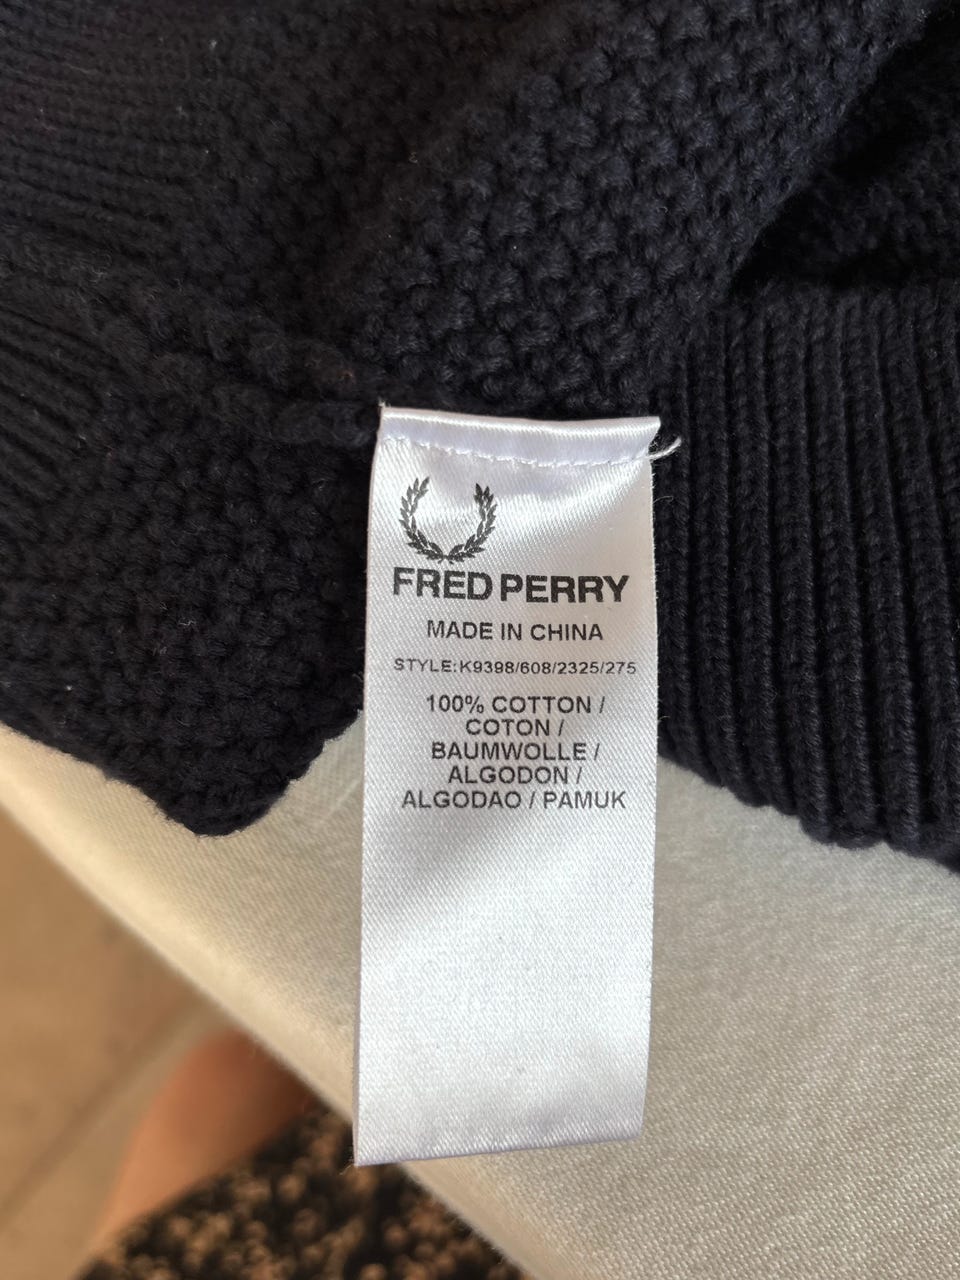 FRED PERRY
MADE IN CHINA
STYLE:K9398/608/2325/275
100% COTTON /
COTON /
BAUMWOLLE /
ALGODON /
ALGODAO / PAMUK